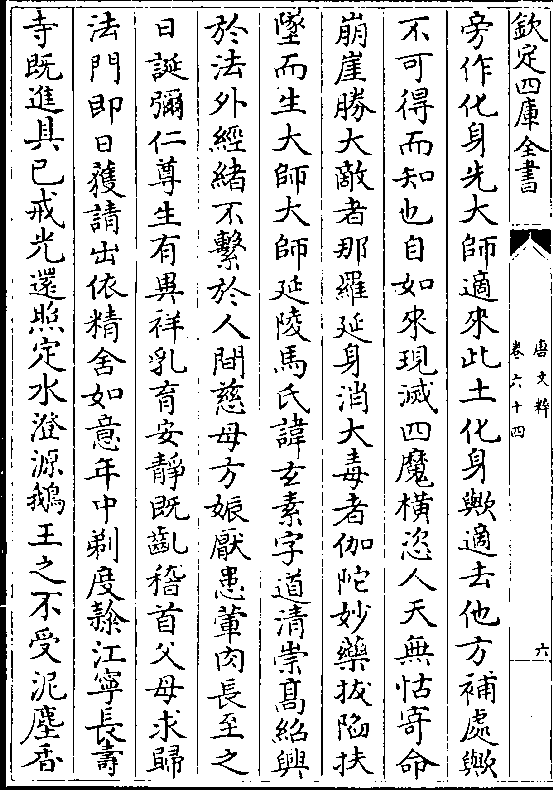 欽定四庫全書
唐文粹
卷六十四
六
旁作化身先大師適來此土化身歟適去他方補處歟
不可得而知也自如來現滅四魔橫恣人天無怙寄命
崩崖勝大敵者那羅延身消大毒者伽陀妙藥拔陷扶
墜而生大師大師延陵馬氏諱玄素字道清崇高紹興
於法外經緒不繫於人間慈母方娠厭患葷肉長至之
日誕彌仁尊生有異祥乳育安靜既齓稽首父母求歸
法門即日獲請出依精舍如意年中剃度隷江寧長壽
寺既進具已戒光還照定水澄源鵝王之不受泥塵香